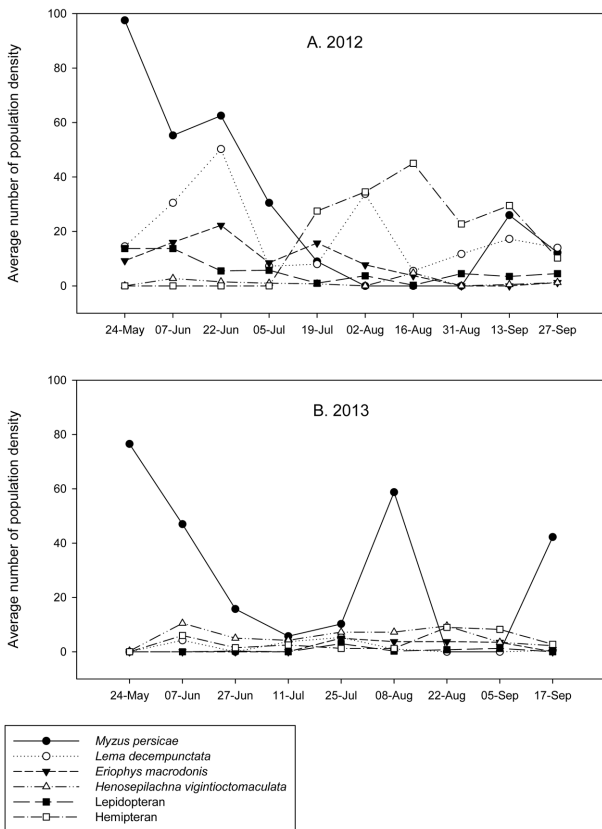 A. 2012
Average number of population density
100
80
60
40
20
0
24-May 07-Jun 22-Jun 05-Jul 19-Jul 02-Aug 16-Aug 31-Aug 13-Sep 27-Sep
B. 2013
Average number of population density
100
80
60
40
20
0
24-May 07-Jun 27-Jun 11-Jul 25-Jul 08-Aug 22-Aug 05-Sep 17-Sep
Myzus persicae
Lema decempunctata
Eriophys macrodonis
Henosepilachna vigintioctomaculata
Lepidopteran
Hemipteran